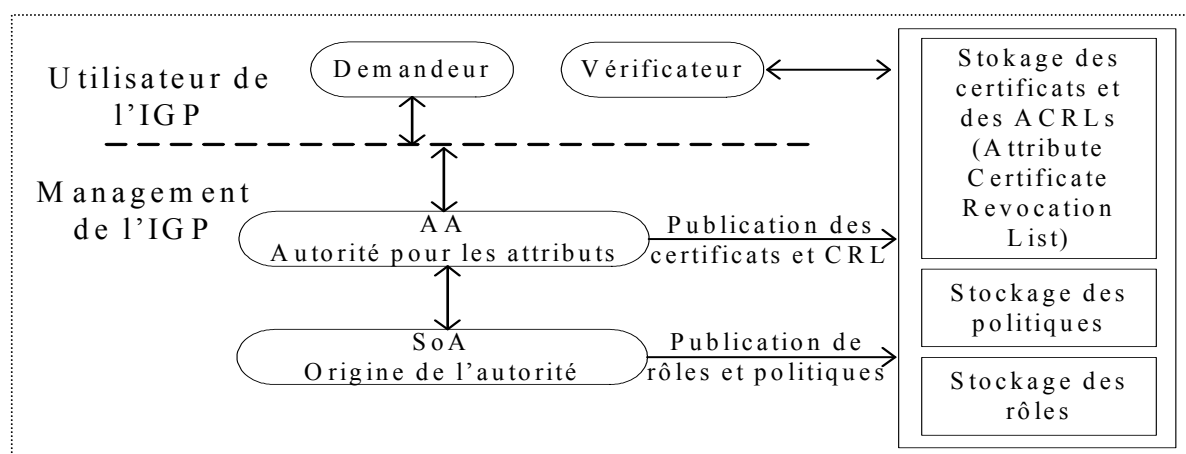 Utilisateur de
l'IGP
Demandeur
Vérificateur
Stokage des
certificats et
des ACRLs
(Attribute
Certificate
Revocation
List)
Management
de l'IGP
AA
Autorité pour les attributs
Publication des
certificats et CRL
Stockage des
politiques
SoA
Origine de l'autorité
Publication de
rôles et politiques
Stockage des
rôles